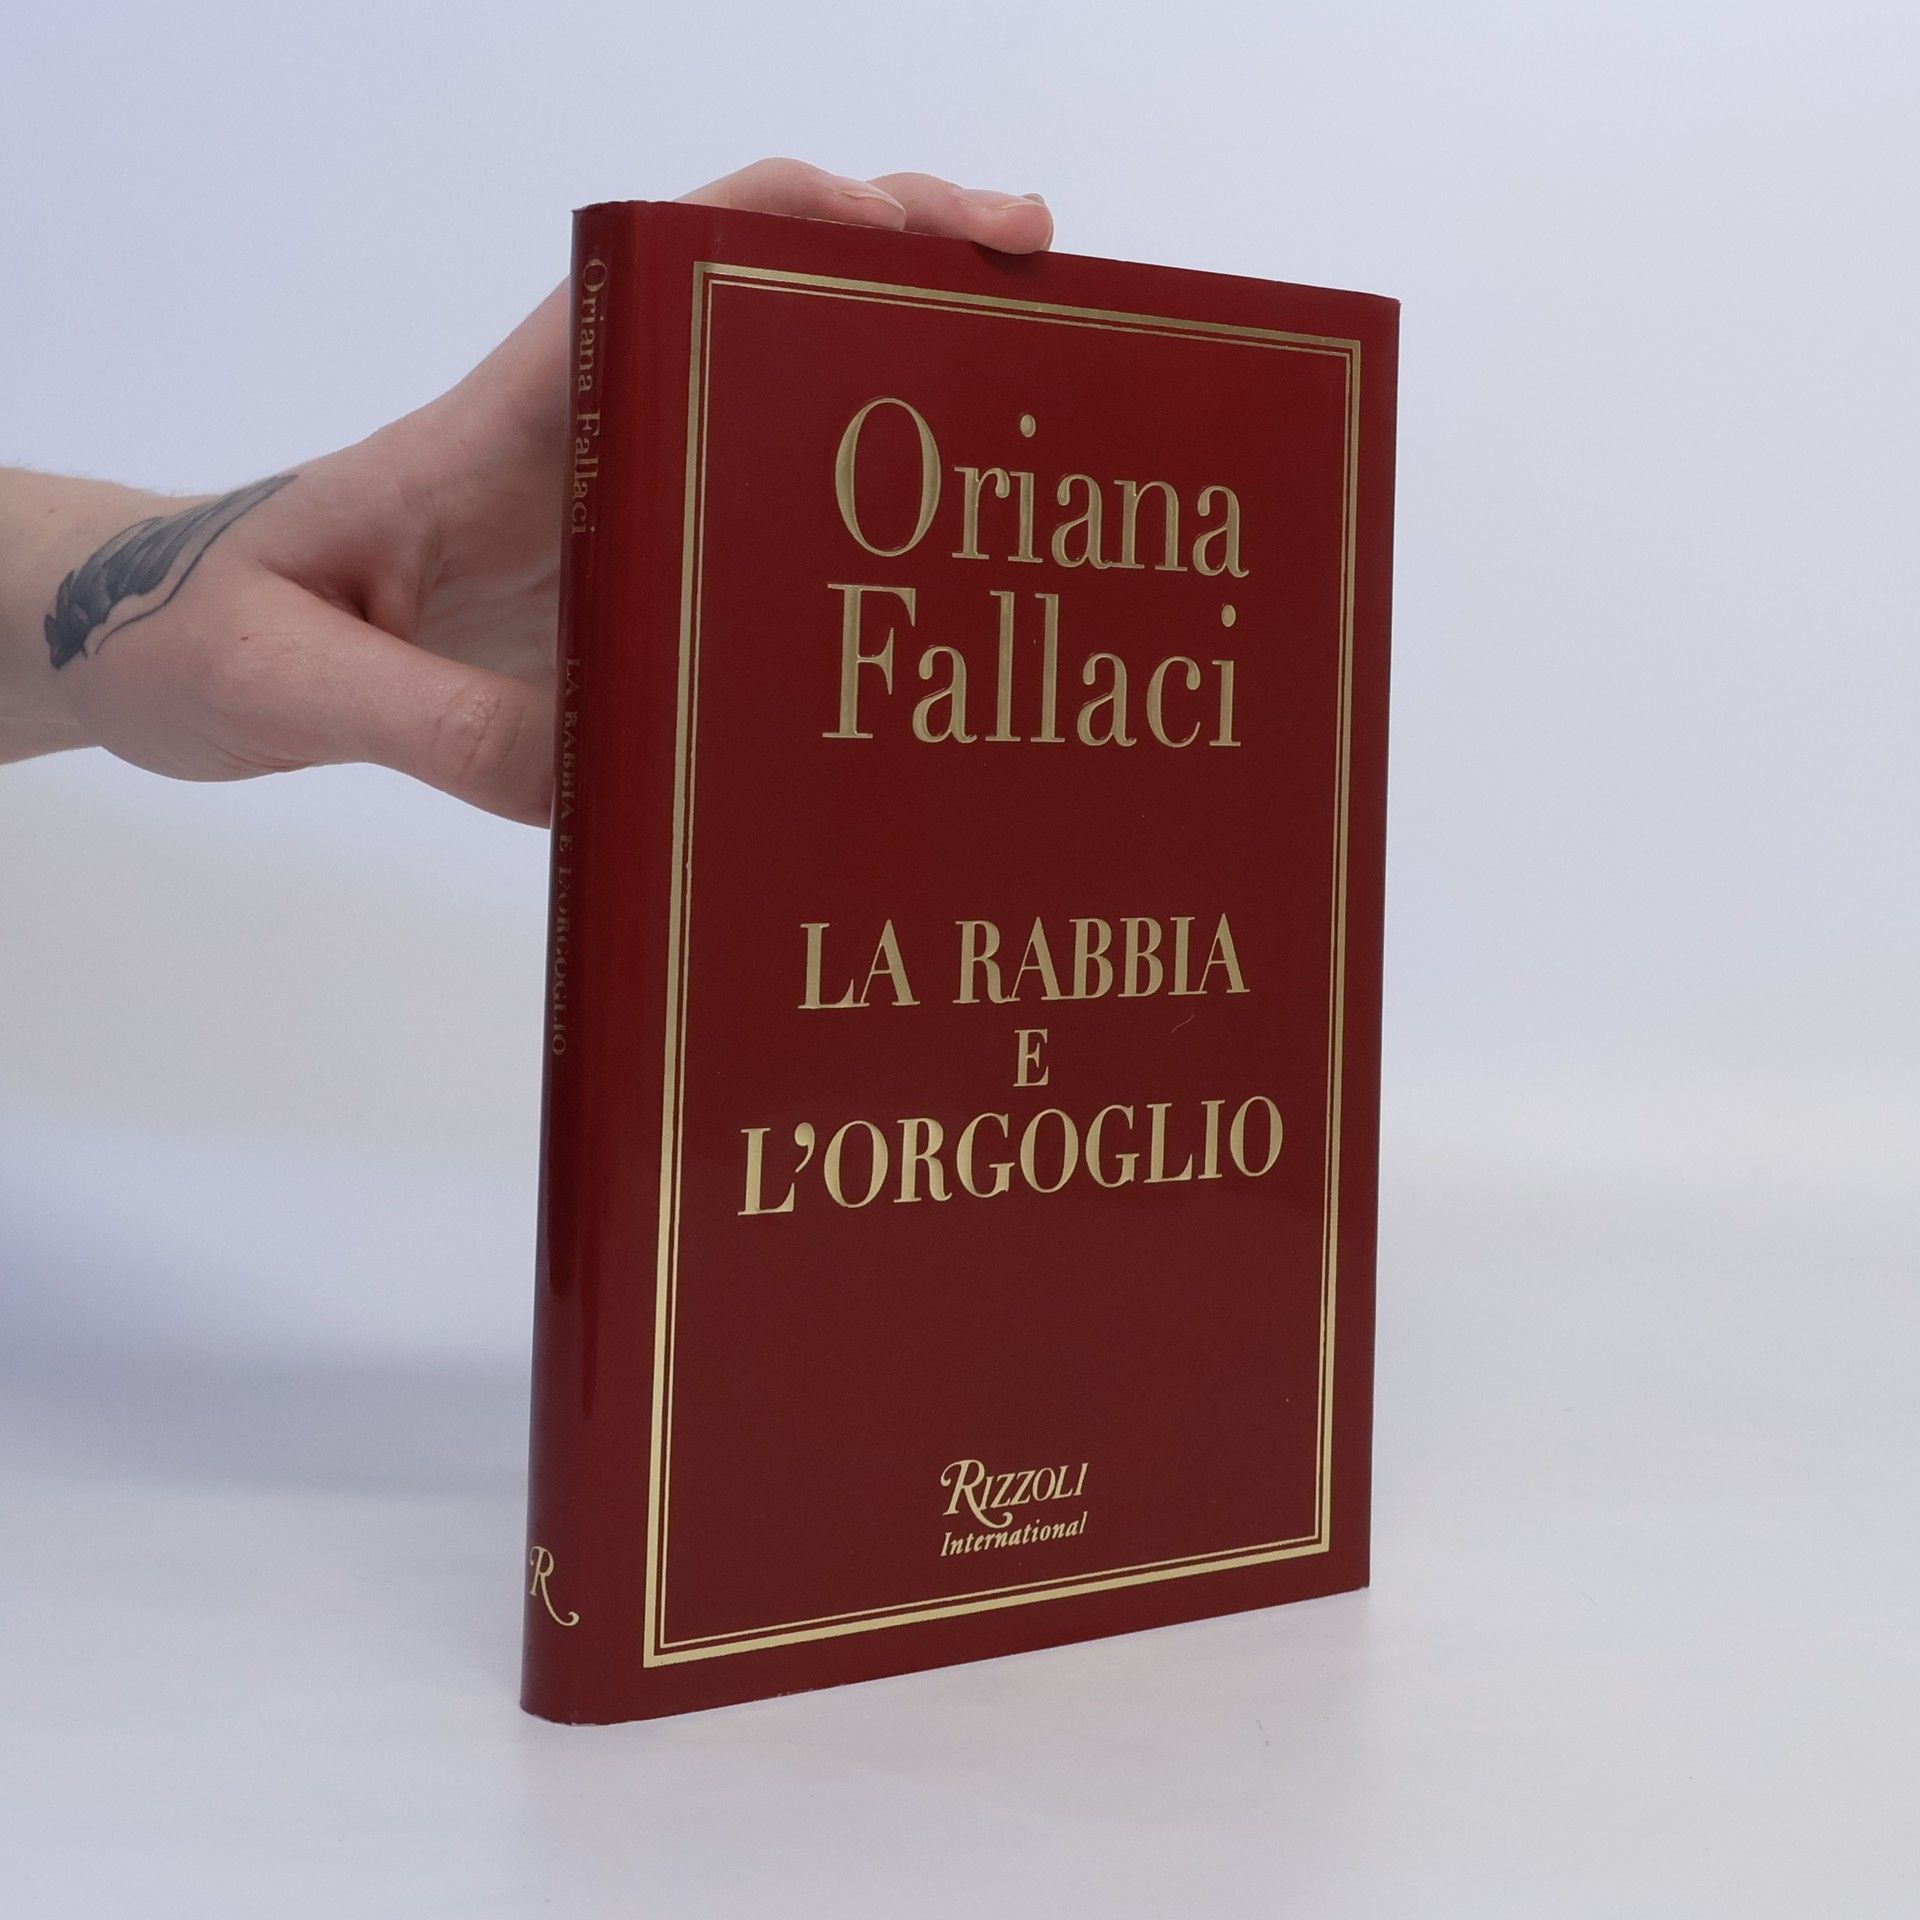 Oriana Fallaci LA RABBIA E L'ORGOGLIO
R
Oriana
Fallaci
LA RABBIA
E
L'ORGOGLIO
RIZZOLI
International